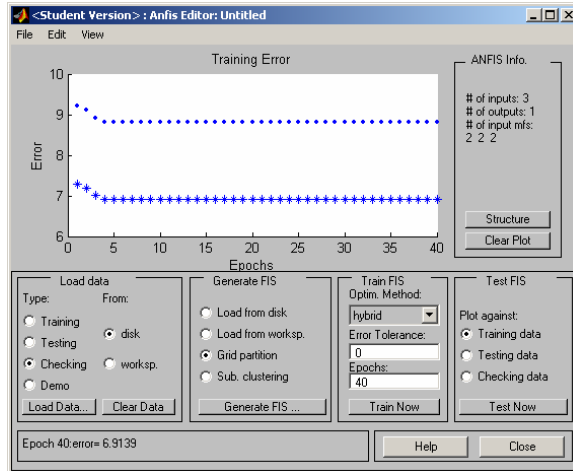 <Student Version> : Anfis Editor: Untitled
File Edit View
Training Error
10
9
8
7
6
Error
0 5 10 15 20 25 30 35 40
Epochs
ANFIS Info.
# of inputs: 3
# of outputs: 1
# of input mfs:
2 2 2
Structure
Clear Plot
Load data
Type: From:
Training
Testing
Checking
Demo
disk
worksp.
Load Data... Clear Data
Generate FIS
Load from disk
Load from worksp.
Grid partition
Sub. clustering
Generate FIS ...
Train FIS
Optim. Method:
hybrid
Error Tolerance:
0
Epochs:
40
Train Now
Test FIS
Plot against:
Training data
Testing data
Checking data
Test Now
Epoch 40:error= 6.9139
Help Close